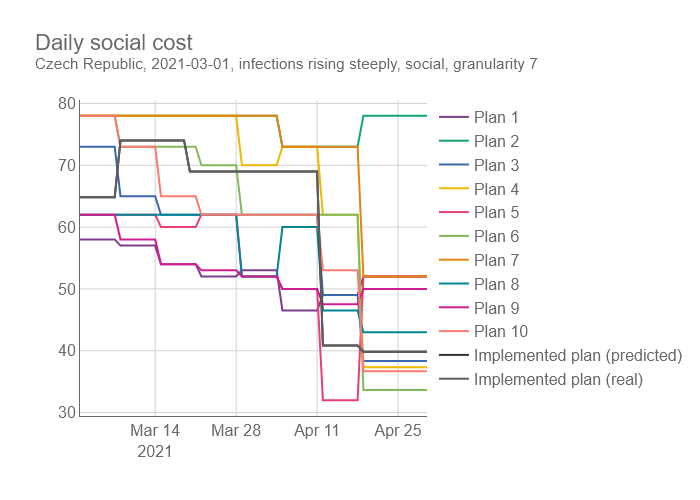 Daily social cost
Czech Republic, 2021-03-01, infections rising steeply, social, granularity 7
80
70
60
50
40
30
Mar 14
2021
Mar 28
Apr 11
Apr 25
Plan 1
Plan 2
Plan 3
Plan 4
Plan 5
Plan 6
Plan 7
Plan 8
Plan 9
Plan 10
Implemented plan (predicted)
Implemented plan (real)